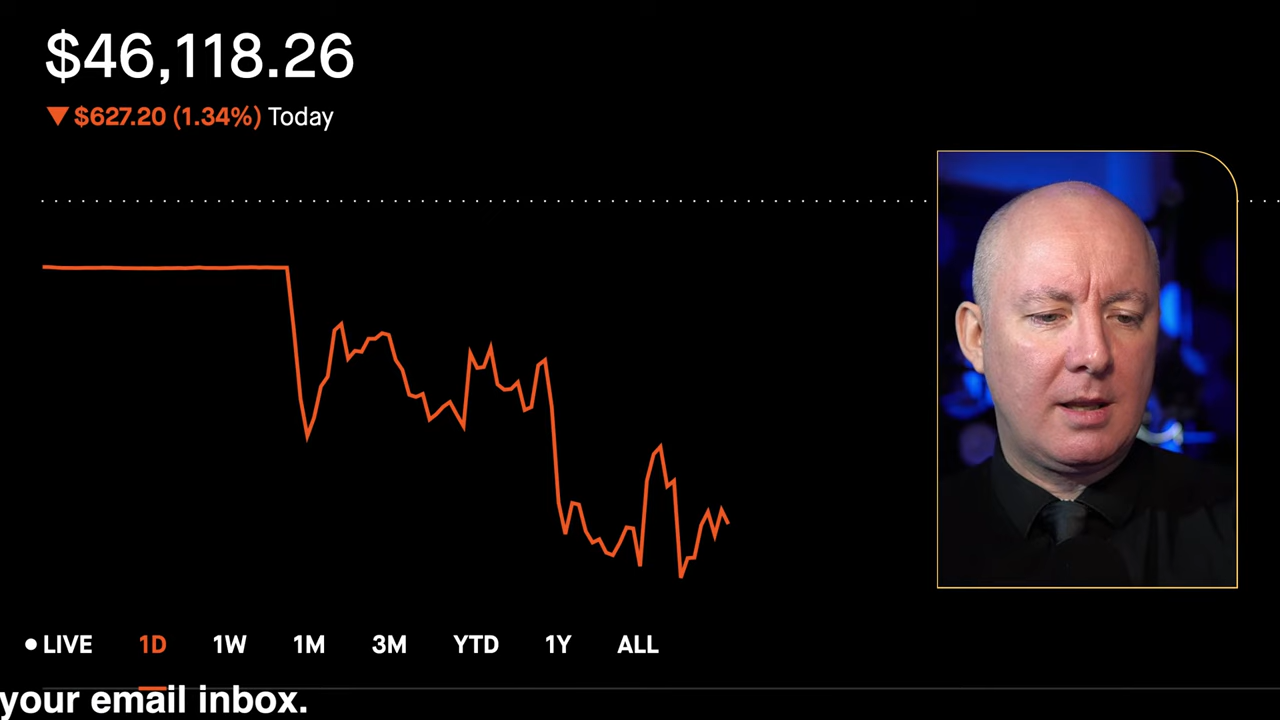 $46,118.26
▼ $627.20 (1.34%) Today
LIVE 1D 1W 1M 3M YTD 1Y ALL
your email inbox.